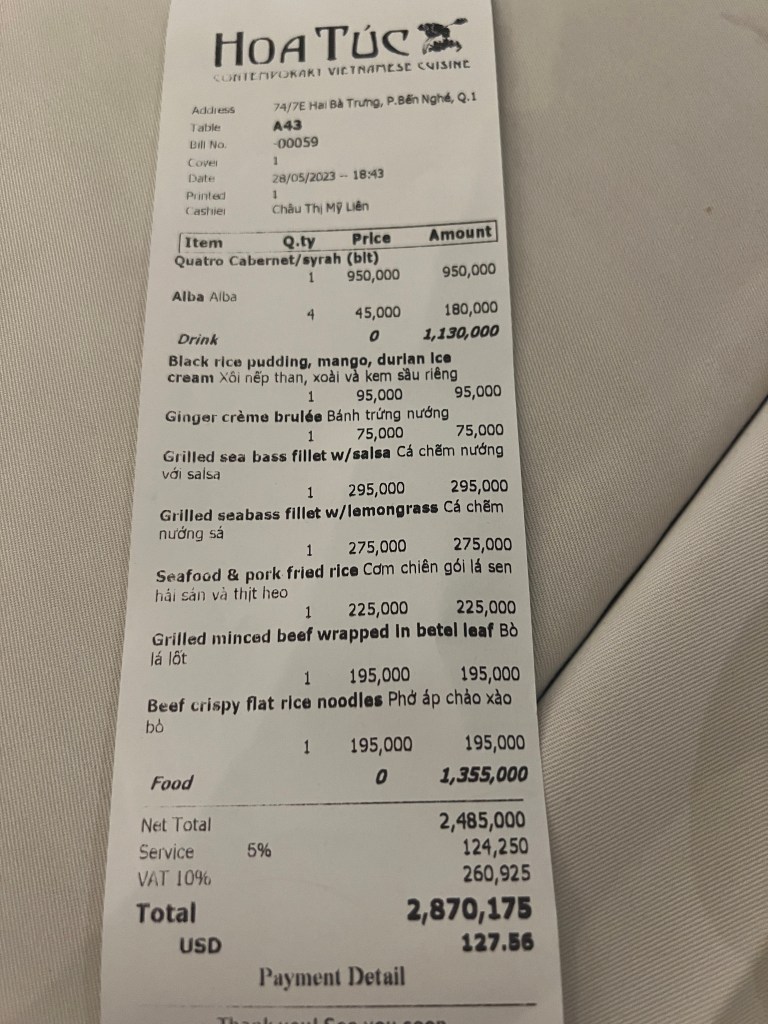 HOA TÚC
CONTEMPORARY VIETNAMESE CUISINE
Address 74/7E Hai Bà Trưng, P.Bến Nghé, Q.1
Table A43
Bill No. -00059
Cover 1
Date 28/05/2023 -- 18:43
Printed 1
Cashier Châu Thị Mỹ Liên
Item Q.ty Price Amount
Quatro Cabernet/syrah (blt)
1 950,000 950,000
Alba Alba
4 45,000 180,000
Drink 0 1,130,000
Black rice pudding, mango, durian ice
cream Xôi nếp than, xoài và kem sầu riêng
1 95,000 95,000
Ginger crème brulée Bánh trứng nướng
1 75,000 75,000
Grilled sea bass fillet w/salsa Cá chẽm nướng
với salsa
1 295,000 295,000
Grilled seabass fillet w/lemongrass Cá chẽm
nướng sả
1 275,000 275,000
Seafood & pork fried rice Cơm chiên gói lá sen
hải sản và thịt heo
1 225,000 225,000
Grilled minced beef wrapped in betel leaf Bò
lá lốt
1 195,000 195,000
Beef crispy flat rice noodles Phở áp chảo xào
bò
1 195,000 195,000
Food 0 1,355,000
Net Total 2,485,000
Service 5% 124,250
VAT 10% 260,925
Total 2,870,175
USD 127.56
Payment Detail
Thank you! See you soon